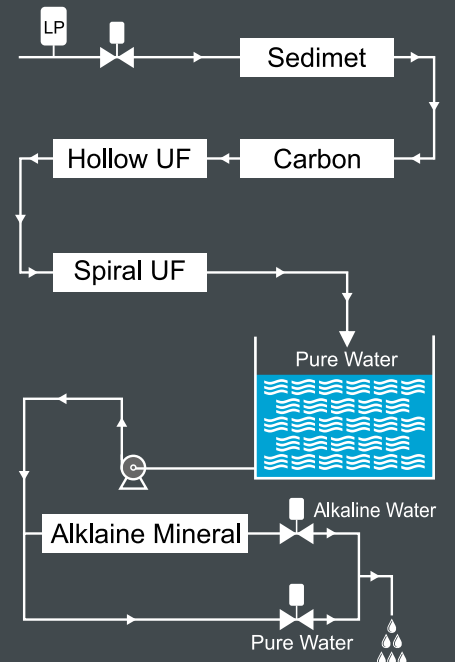 LP
Sedimet
Hollow UF
Carbon
Spiral UF
Pure Water
Alkaline Water
Alklaine Mineral
Pure Water